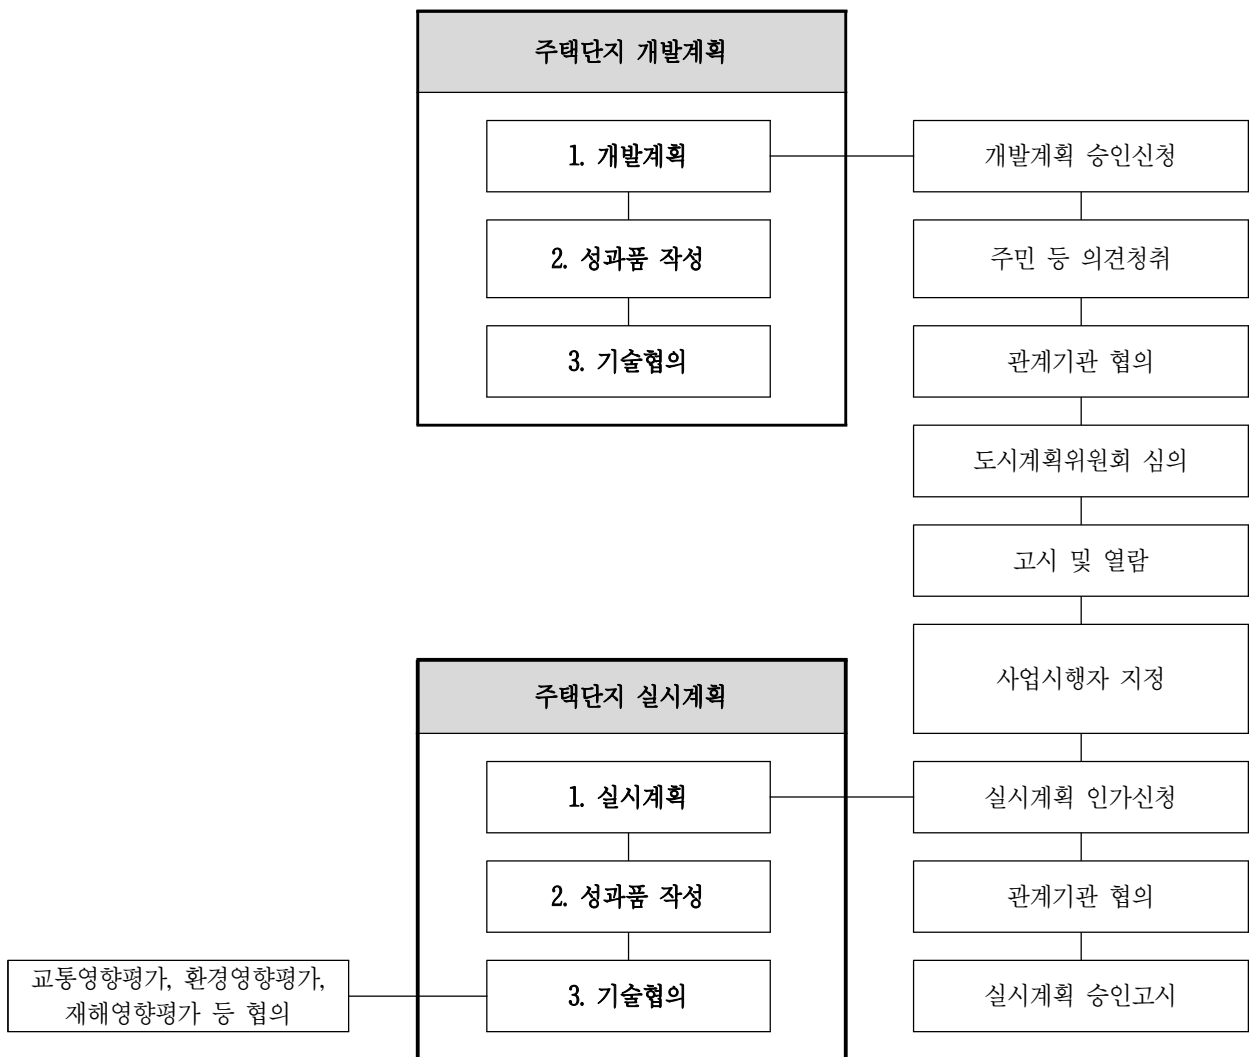 주택단지 개발계획
1. 개발계획
개발계획 승인신청
2. 성과품 작성
주민 등 의견청취
3. 기술협의
관계기관 협의
도시계획위원회 심의
고시 및 열람
사업시행자 지정
주택단지 실시계획
1. 실시계획
실시계획 인가신청
2. 성과품 작성
관계기관 협의
교통영향평가, 환경영향평가,
재해영향평가 등 협의
3. 기술협의
실시계획 승인고시